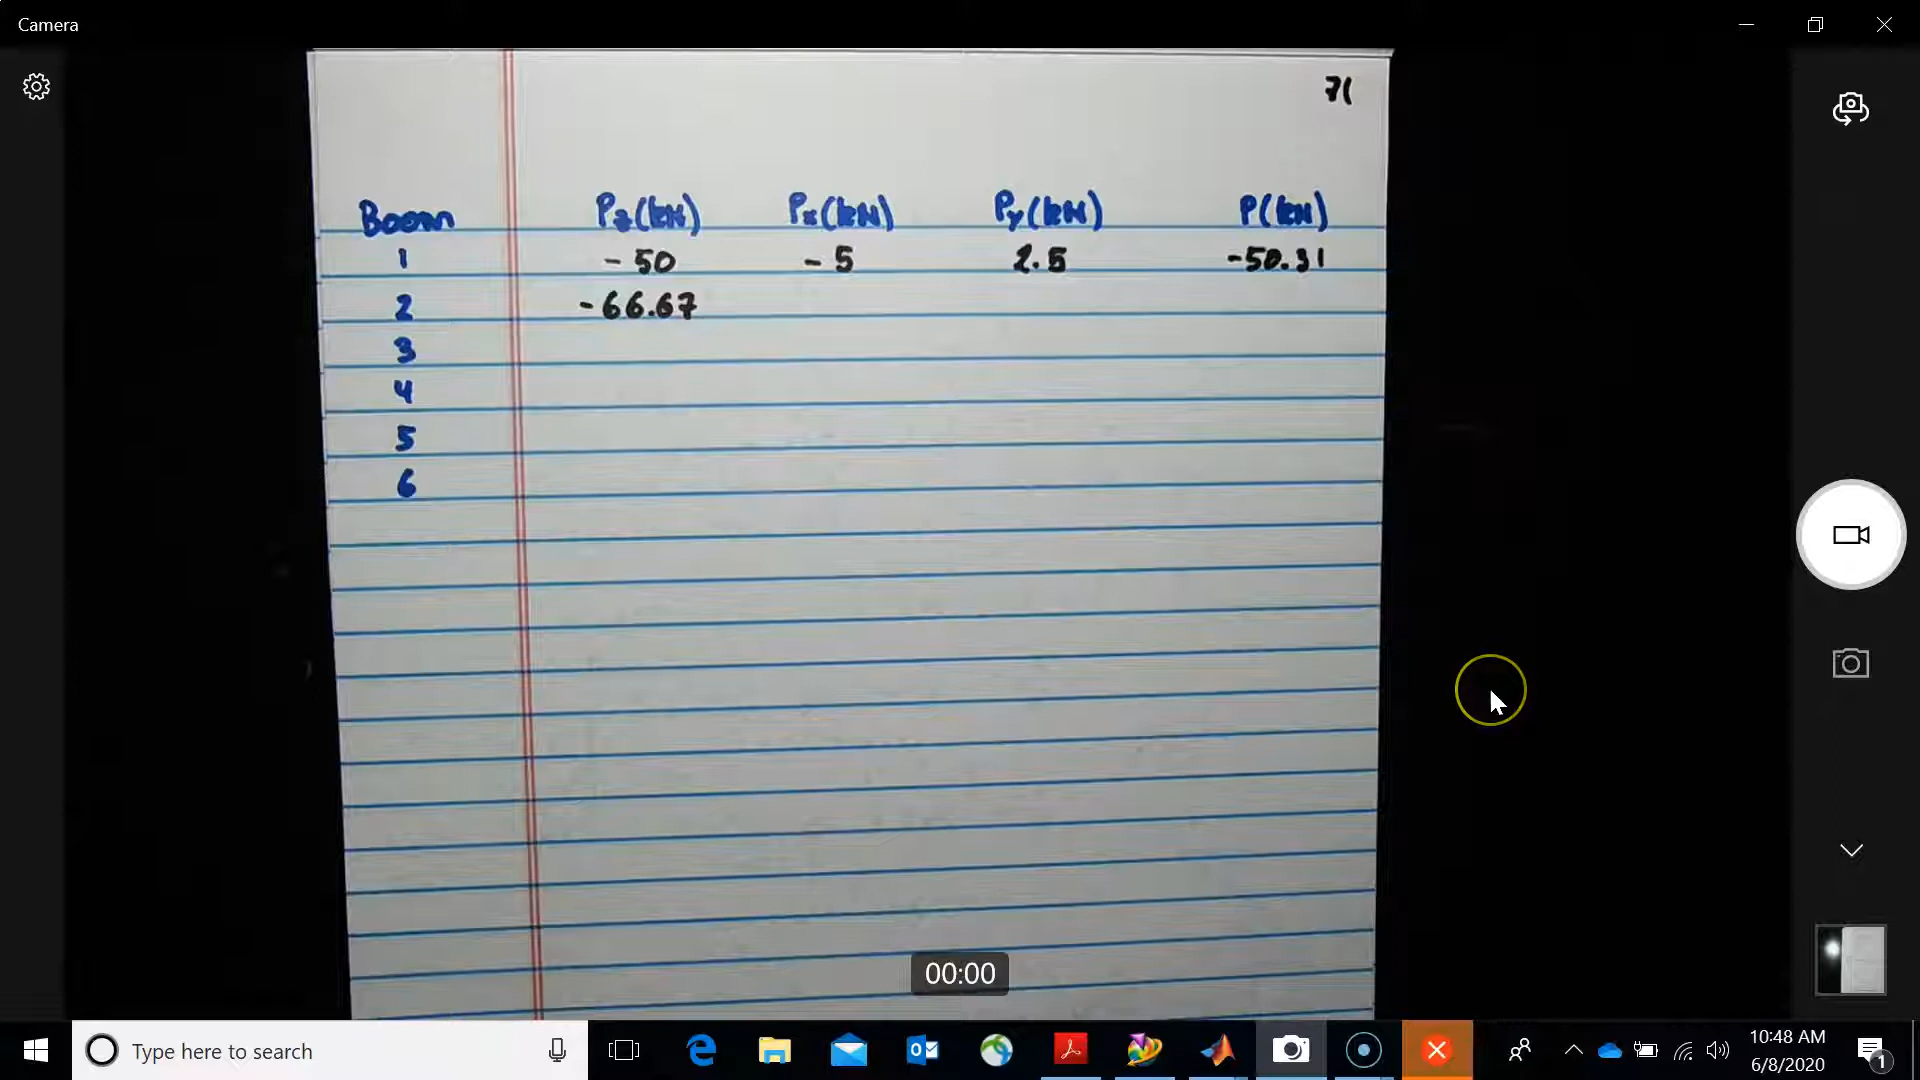 Camera
71
Boom Pz(kN) Px(kN) Py(kN) P(kN)
1 -50 -5 2.5 -50.31
2 -66.67
3
4
5
6
00:00
Type here to search
10:48 AM
6/8/2020
1